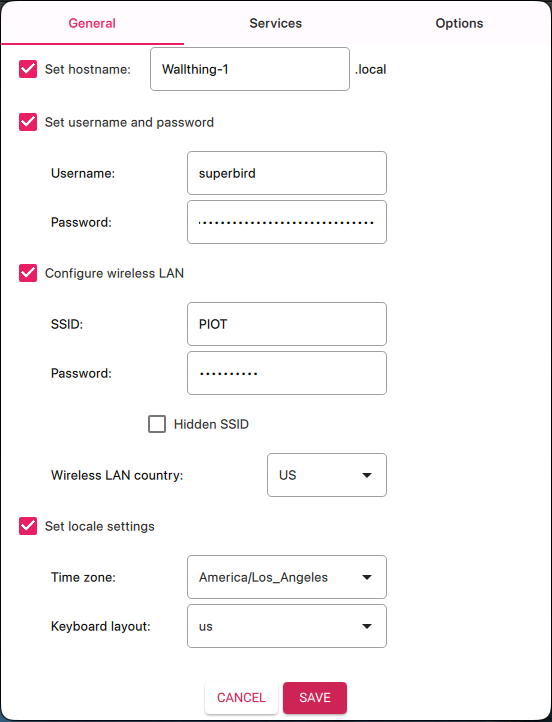 General Services Options
Set hostname: Wallthing-1 .local
Set username and password
Username: superbird
Password: ································
Configure wireless LAN
SSID: PIOT
Password: ··········
Hidden SSID
Wireless LAN country: US
Set locale settings
Time zone: America/Los_Angeles
Keyboard layout: us
CANCEL SAVE